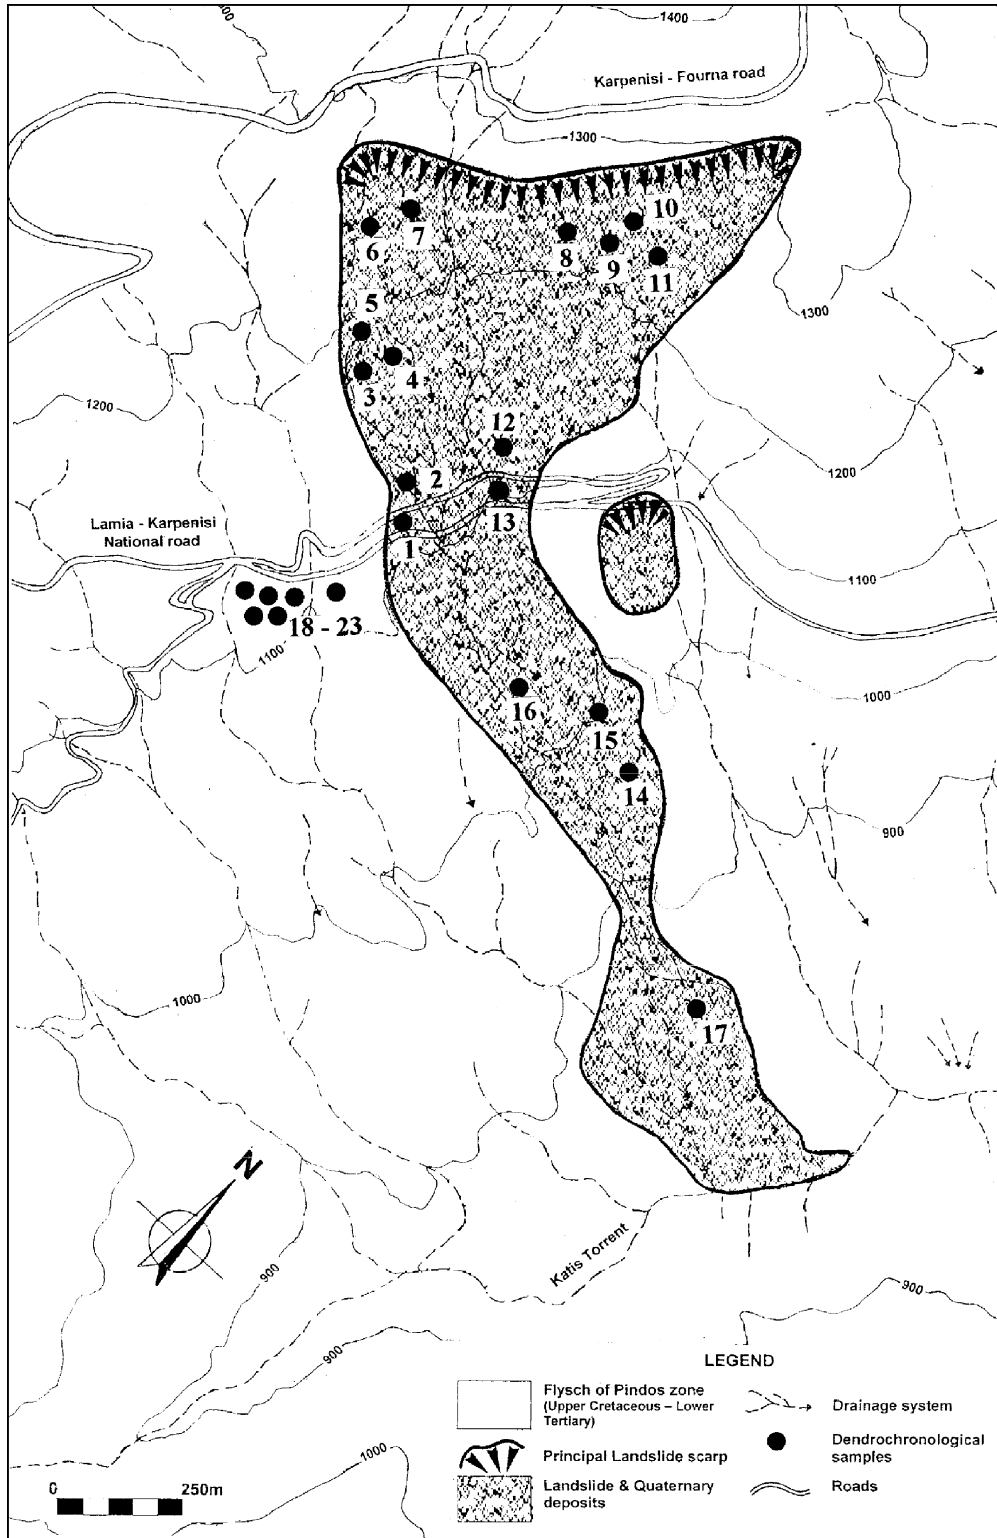 1400
Karpenisi - Fourna road
1300
10
7
6
8
9
11
5
1300
4
3
1200
12
2
1200
13
Lamia - Karpenisi
National road
1
1100
18 - 23
1100
1000
16
15
14
900
1000
17
N
Katis Torrent
900
900
900
LEGEND
Flysch of Pindos zone
(Upper Cretaceous – Lower
Tertiary)
Drainage system
Principal Landslide scarp
Dendrochronological
samples
Landslide & Quaternary
deposits
Roads
1000
0 250m